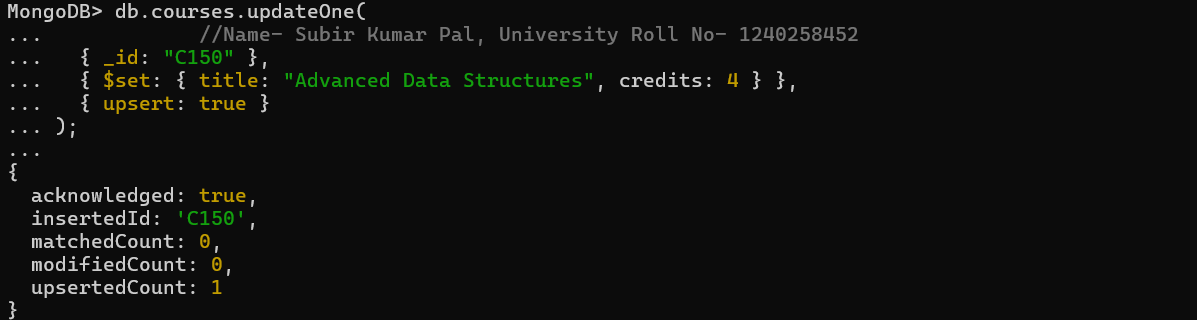 MongoDB> db.courses.updateOne(
...             //Name- Subir Kumar Pal, University Roll No- 1240258452
...   { _id: "C150" },
...   { $set: { title: "Advanced Data Structures", credits: 4 } },
...   { upsert: true }
... );
...
{
  acknowledged: true,
  insertedId: 'C150',
  matchedCount: 0,
  modifiedCount: 0,
  upsertedCount: 1
}